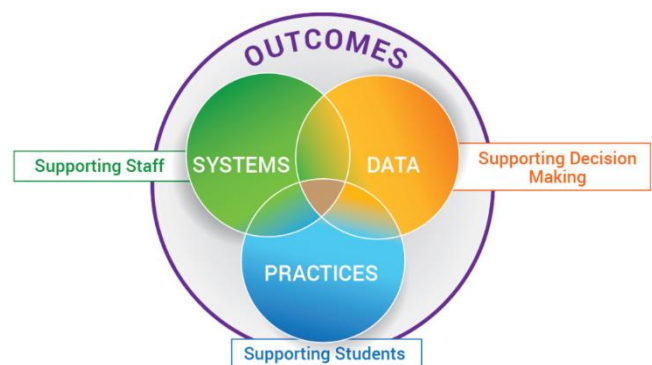 OUTCOMES
Supporting Staff
SYSTEMS
DATA
Supporting Decision
Making
PRACTICES
Supporting Students